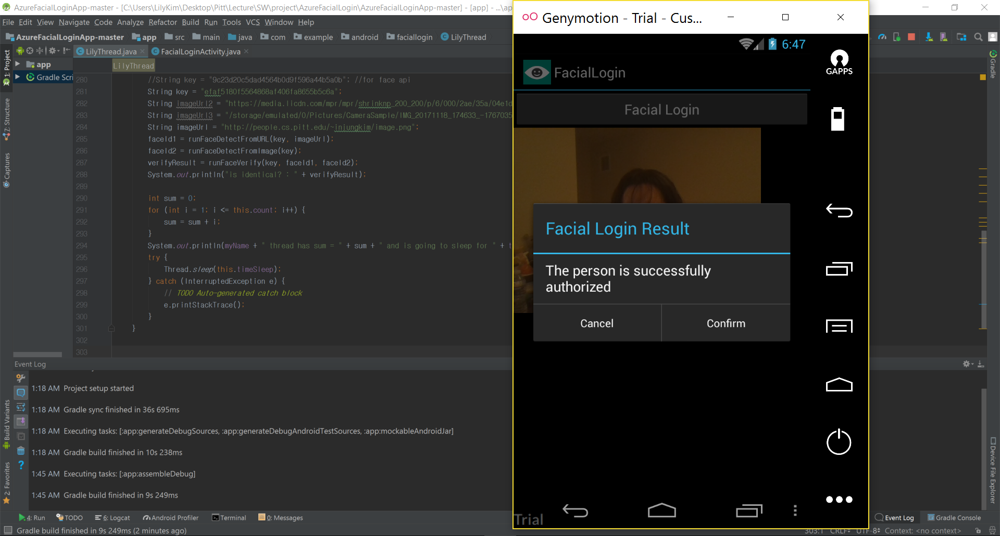 AzureFacialLoginApp-master - [C:\Users\LilyKim\Desktop\Pitt\Lecture\SW\project\AzureFacialLogin\AzureFacialLoginApp-master] - [app] - ...\ap
File Edit View Navigate Code Analyze Refactor Build Run Tools VCS Window Help
AzureFacialLoginApp-master app src main java com example android faciallogin LilyThread
LilyThread.java FacialLoginActivity.java
1: Project
app
Gradle Scri
Z: Structure
Captures
Build Variants
2: Favorites
LilyThread
280 //String key = "9c23d20c5dad4564b0d9f596a44b5a0b"; //for face api
281 String key = "efaf5180f5564868af406fa8655b5c6a";
282 String imageUrl2 = "https://media.licdn.com/mpr/mpr/shrinknp_200_200/p/6/000/2ae/35a/04e1d
283 String imageUrl3 = "/storage/emulated/0/Pictures/CameraSample/IMG_20171118_174633_-1767035
284 String imageUrl = "http://people.cs.pitt.edu/~injungkim/image.png";
285 faceId1 = runFaceDetectFromURL(key, imageUrl);
286 faceId2 = runFaceDetectFromImage(key);
287 verifyResult = runFaceVerify(key, faceId1, faceId2);
288 System.out.println("is identical? : " + verifyResult);
289
290 int sum = 0;
291 for (int i = 1; i <= this.count; i++) {
292 sum = sum + i;
293 }
294 System.out.println(myName + " thread has sum = " + sum + " and is going to sleep for " + t
295 try {
296 Thread.sleep(this.timeSleep);
297 } catch (InterruptedException e) {
298 // TODO Auto-generated catch block
299 e.printStackTrace();
300 }
301 }
302
303
Event Log
1:18 AM Project setup started
1:18 AM Gradle sync finished in 36s 695ms
1:18 AM Executing tasks: [:app:generateDebugSources, :app:generateDebugAndroidTestSources, :app:mockableAndroidJar]
1:18 AM Gradle build finished in 10s 238ms
1:45 AM Executing tasks: [:app:assembleDebug]
1:45 AM Gradle build finished in 9s 249ms
4: Run TODO 6: Logcat Android Profiler Terminal 0: Messages
Gradle build finished in 9s 249ms (2 minutes ago)
Genymotion - Trial - Cus...
6:47
FacialLogin
Facial Login
Facial Login Result
The person is successfully
authorized
Cancel Confirm
Trial
GAPPS
Gradle
Device File Explorer
Event Log Gradle Console
303:1 CRLF UTF-8 Context: <no context>